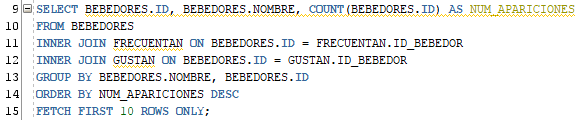 9 SELECT BEBEDORES.ID, BEBEDORES.NOMBRE, COUNT(BEBEDORES.ID) AS NUM_APARICIONES
10 FROM BEBEDORES
11 INNER JOIN FRECUENTAN ON BEBEDORES.ID = FRECUENTAN.ID_BEBEDOR
12 INNER JOIN GUSTAN ON BEBEDORES.ID = GUSTAN.ID_BEBEDOR
13 GROUP BY BEBEDORES.NOMBRE, BEBEDORES.ID
14 ORDER BY NUM_APARICIONES DESC
15 FETCH FIRST 10 ROWS ONLY;